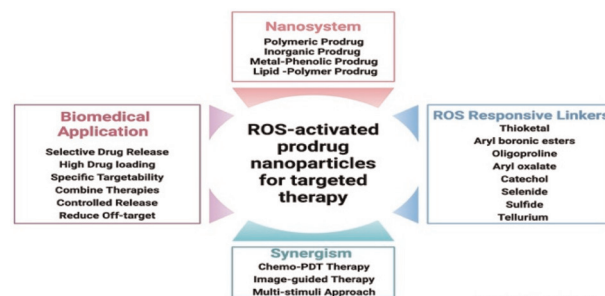 Nanosystem
Polymeric Prodrug
Inorganic Prodrug
Metal-Phenolic Prodrug
Lipid -Polymer Prodrug
Biomedical
Application
Selective Drug Release
High Drug loading
Specific Targetability
Combine Therapies
Controlled Release
Reduce Off-target
ROS-activated
prodrug
nanoparticles
for targeted
therapy
ROS Responsive Linkers
Thioketal
Aryl boronic esters
Oligoproline
Aryl oxalate
Catechol
Selenide
Sulfide
Tellurium
Synergism
Chemo-PDT Therapy
Image-guided Therapy
Multi-stimuli Approach